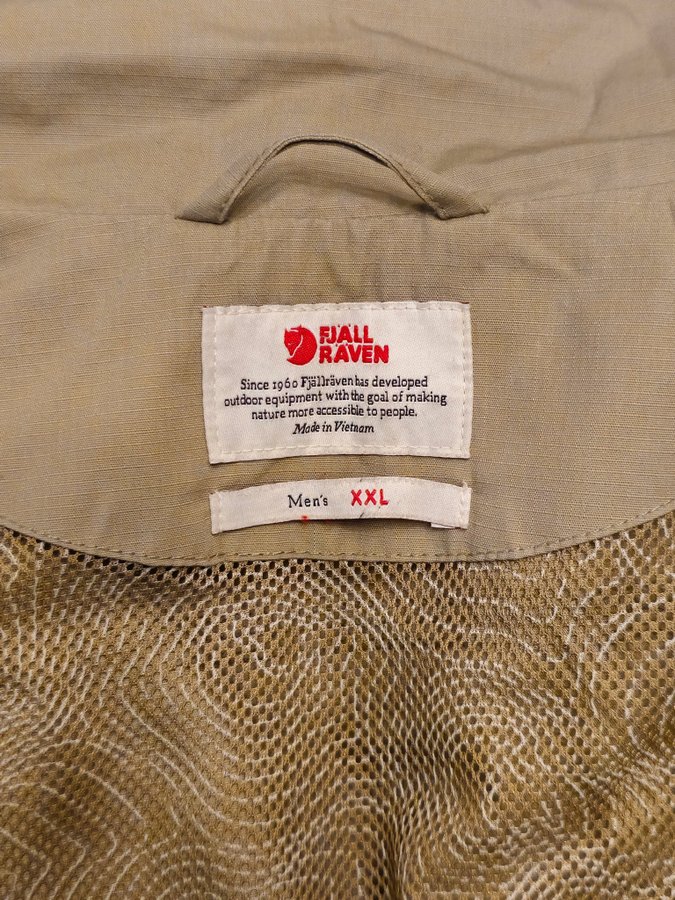 FJÄLL
RÄVEN
Since 1960 Fjällräven has developed
outdoor equipment with the goal of making
nature more accessible to people.
Made in Vietnam
Men's XXL